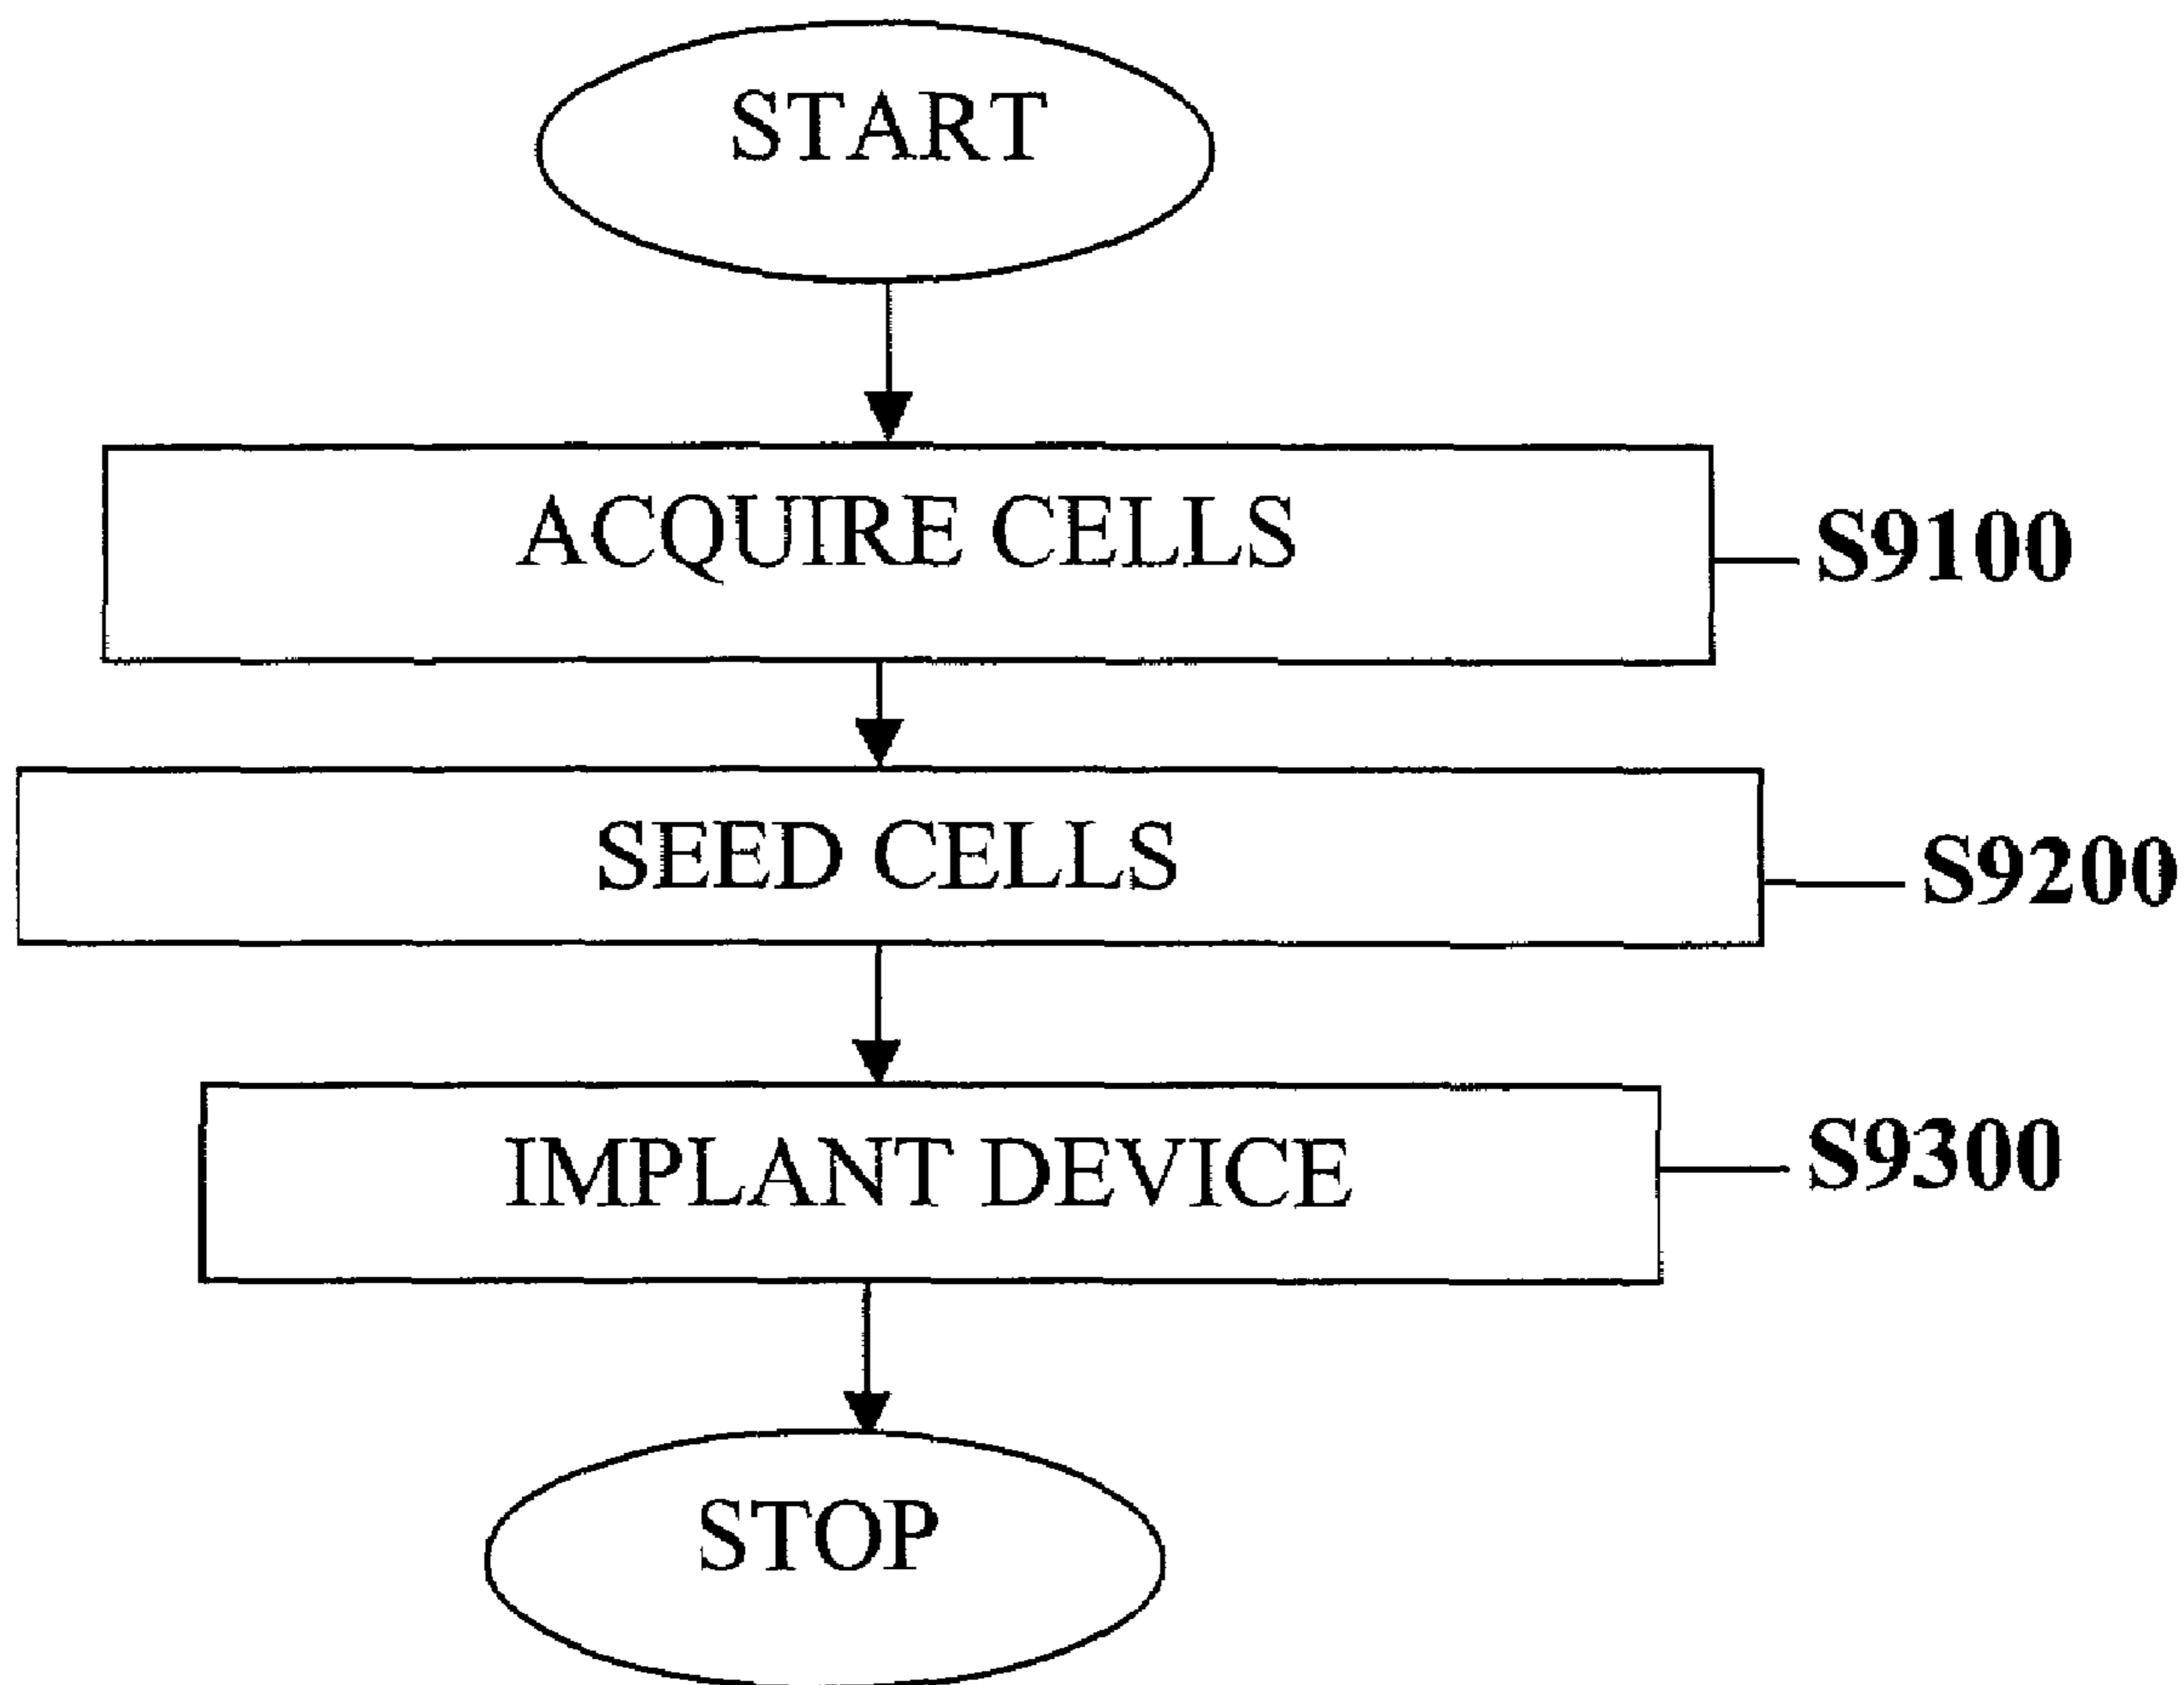 START
ACQUIRE CELLS
S9100
SEED CELLS
S9200
IMPLANT DEVICE
S9300
STOP